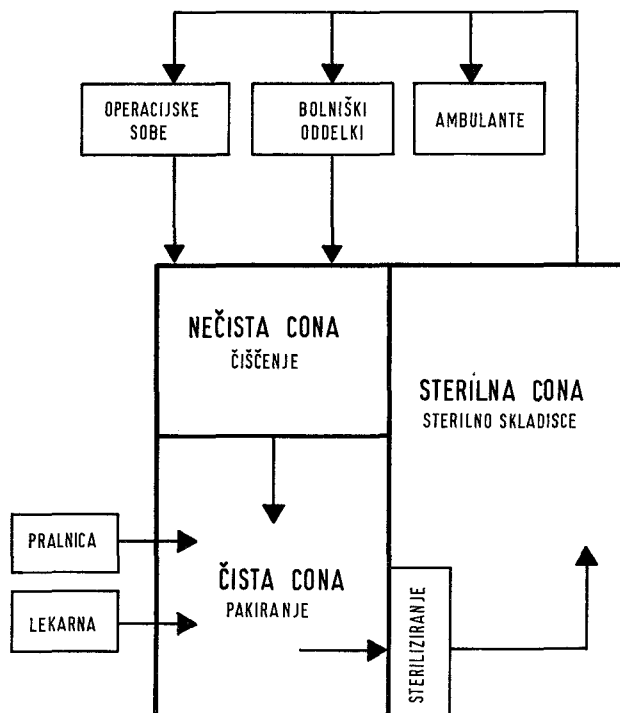 OPERACIJSKE
SOBE
BOLNIŠKI
ODDELKI
AMBULANTE
NEČISTA CONA
ČIŠČENJE
STERILNA CONA
STERILNO SKLADISCE
PRALNICA
LEKARNA
ČISTA CONA
PAKIRANJE
STERILIZIRANJE